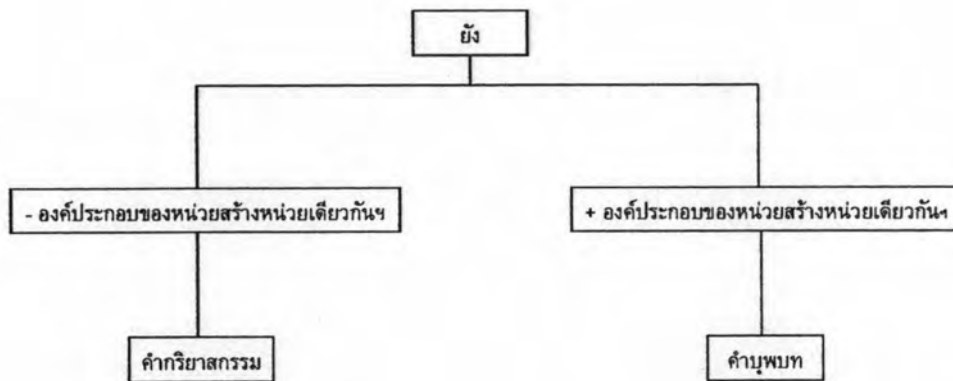 ยัง
- องค์ประกอบของหน่วยสร้างหน่วยเดียวกันฯ
+ องค์ประกอบของหน่วยสร้างหน่วยเดียวกันฯ
คำกริยาสกรรม
คำบุพบท